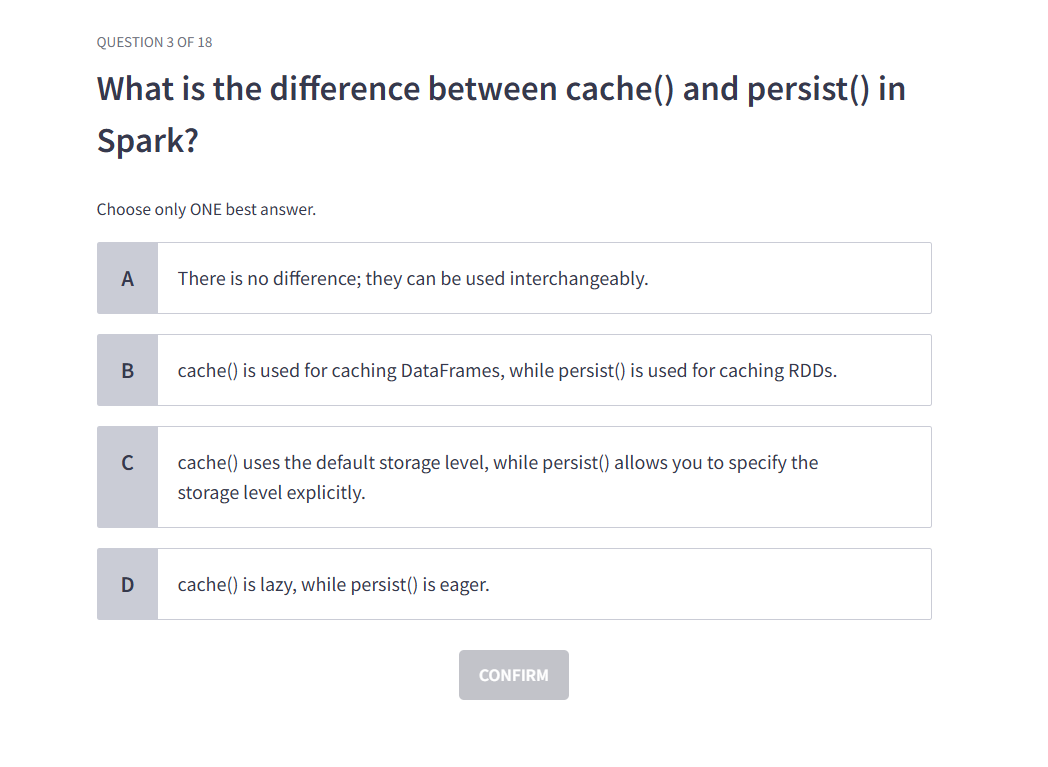 QUESTION 3 OF 18
What is the difference between cache() and persist() in
Spark?
Choose only ONE best answer.
A
There is no difference; they can be used interchangeably.
B
cache() is used for caching DataFrames, while persist() is used for caching RDDs.
C
cache() uses the default storage level, while persist() allows you to specify the
storage level explicitly.
D
cache() is lazy, while persist() is eager.
CONFIRM